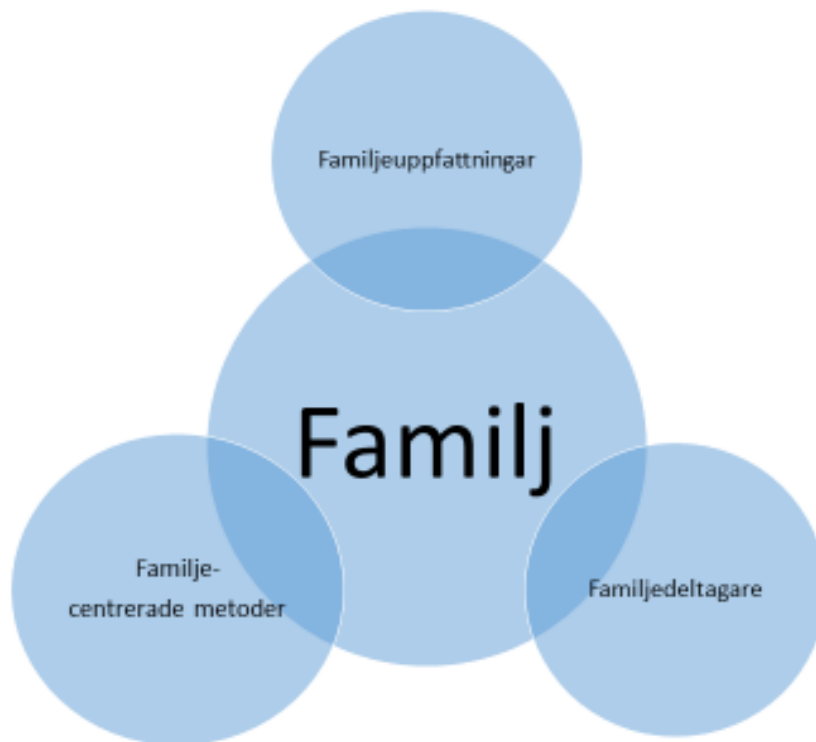 Familjeuppfattningar
Familj
Familje-
centrerade metoder
Familjedeltagare